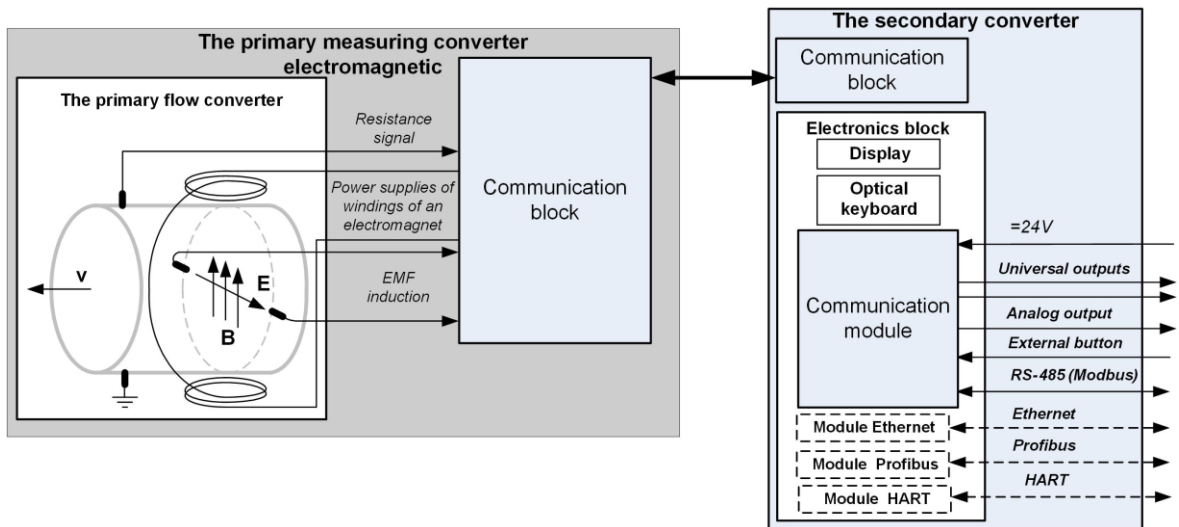 The primary measuring converter
electromagnetic
The primary flow converter
Resistance
signal
Power supplies of
windings of an
electromagnet
EMF
induction
v
E
B
Communication
block
The secondary converter
Communication
block
Electronics block
Display
Optical
keyboard
Communication
module
=24V
Universal outputs
Analog output
External button
RS-485 (Modbus)
Module Ethernet
Ethernet
Module Profibus
Profibus
Module HART
HART